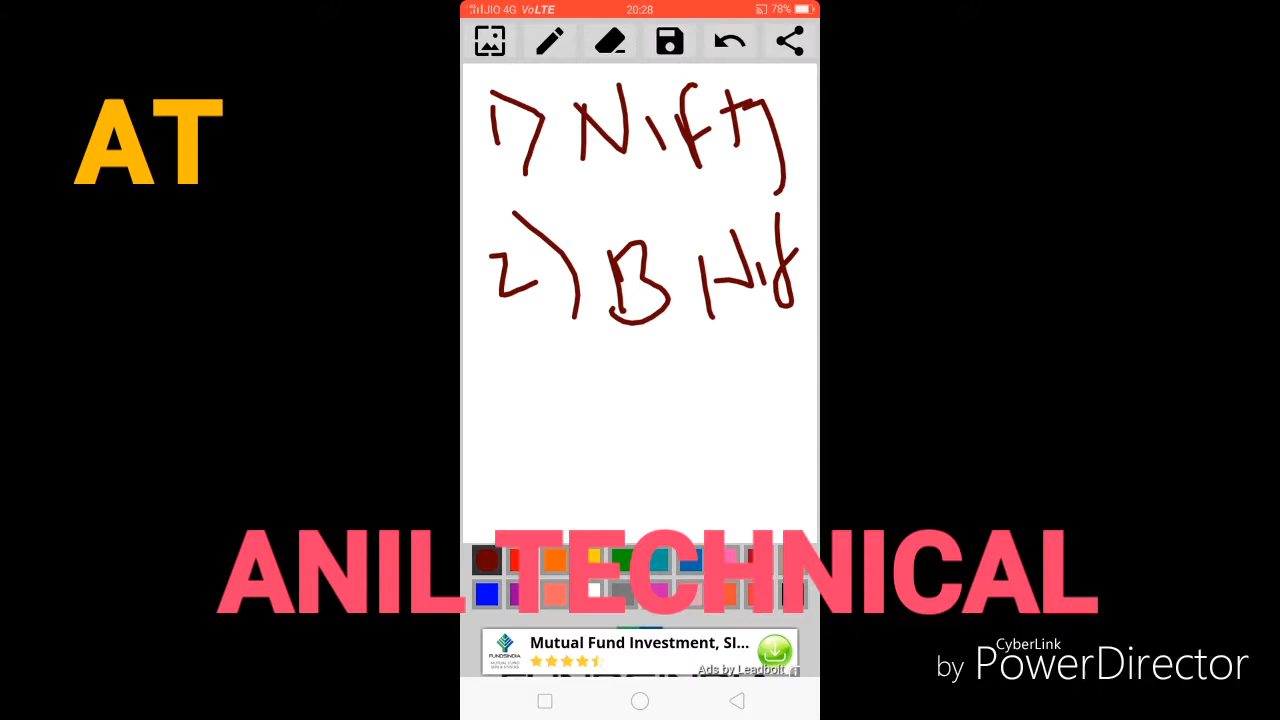 JIO 4G VoLTE 20:28 78%
AT
1) Nifty
2) B Nif
ANIL TECHNICAL
FUNDSINDIA
Mutual Fund Investment, SI...
Ads by Leadbolt
CyberLink
by PowerDirector